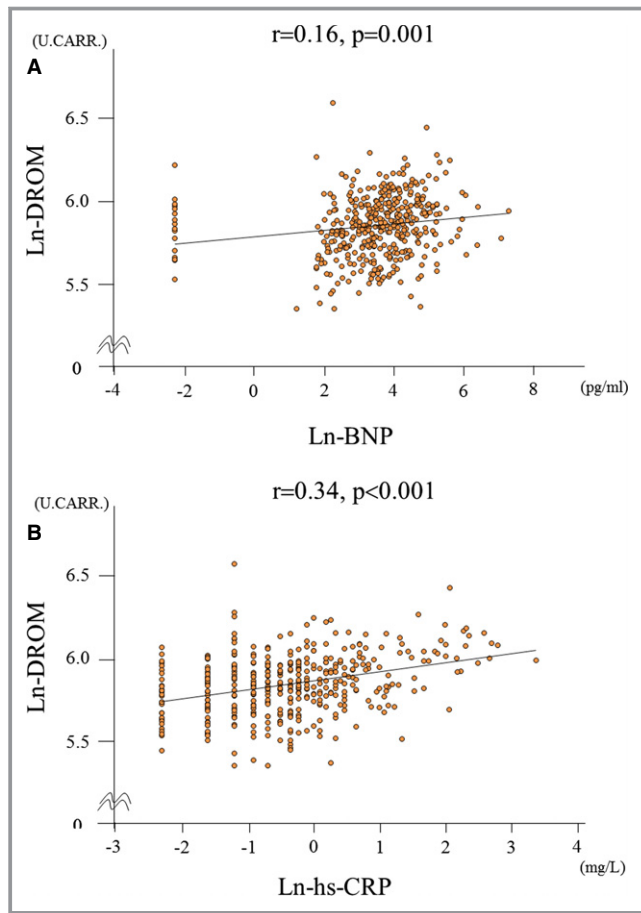 r=0.16, p=0.001
(U.CARR.)
A
6.5
6.0
5.5
0
Ln-DROM
-4 -2 0 2 4 6 8
(pg/ml)
Ln-BNP
r=0.34, p<0.001
(U.CARR.)
B
6.5
6.0
5.5
0
Ln-DROM
-3 -2 -1 0 1 2 3 4
(mg/L)
Ln-hs-CRP